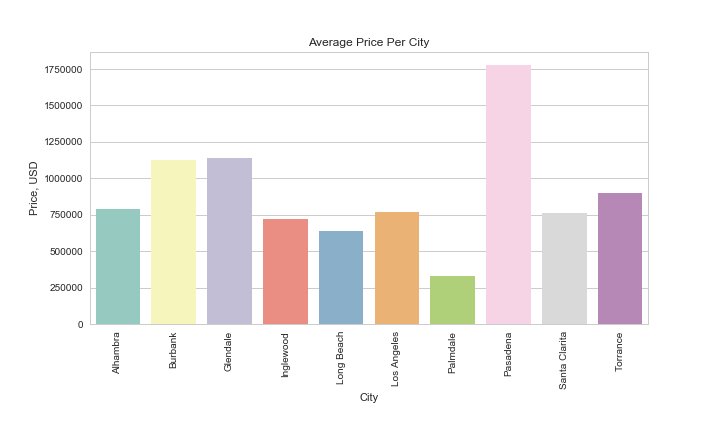 Average Price Per City
Price, USD
1750000
1500000
1250000
1000000
750000
500000
250000
0
Alhambra
Burbank
Glendale
Inglewood
Long Beach
Los Angeles
Palmdale
Pasadena
Santa Clarita
Torrance
City